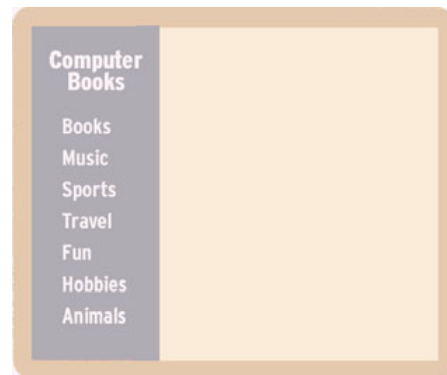 Computer
Books
Books
Music
Sports
Travel
Fun
Hobbies
Animals